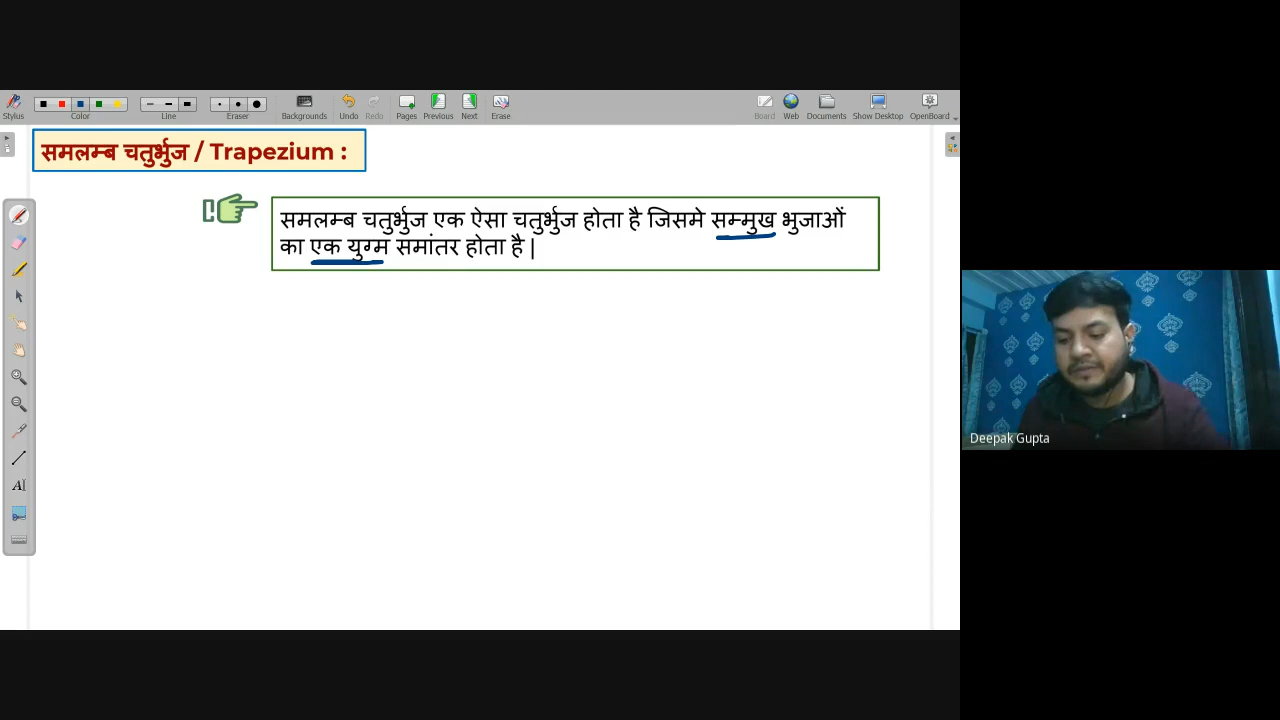 Stylus
Color
Line
Eraser
Backgrounds
Undo
Redo
Pages
Previous
Next
Erase
Board
Web
Documents
Show Desktop
OpenBoard
समलम्ब चतुर्भुज / Trapezium :
समलम्ब चतुर्भुज एक ऐसा चतुर्भुज होता है जिसमे सम्मुख भुजाओं
का एक युग्म समांतर होता है |
Deepak Gupta